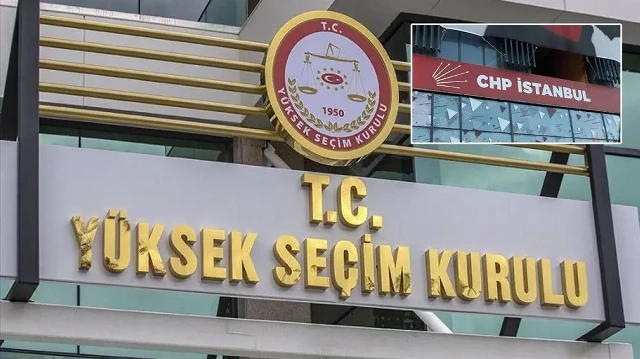 T.C.
YÜKSEK SEÇİM KURULU
1950
CHP İSTANBUL
T.C.
YÜKSEK SEÇİM KURULU